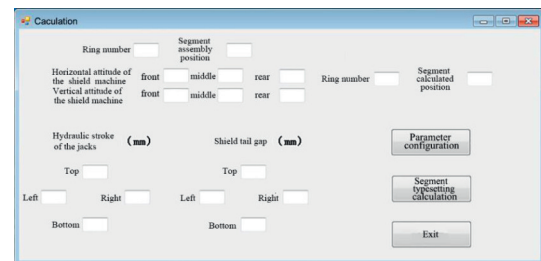 Caculation
Ring number
Segment
assembly
position
Horizontal attitude of
the shield machine
front
middle
rear
Vertical attitude of
the shield machine
front
middle
rear
Ring number
Segment
calculated
position
Hydraulic stroke
of the jacks
(mm)
Shield tail gap
(mm)
Parameter
configuration
Top
Top
Left
Right
Left
Right
Segment
typesetting
calculation
Bottom
Bottom
Exit